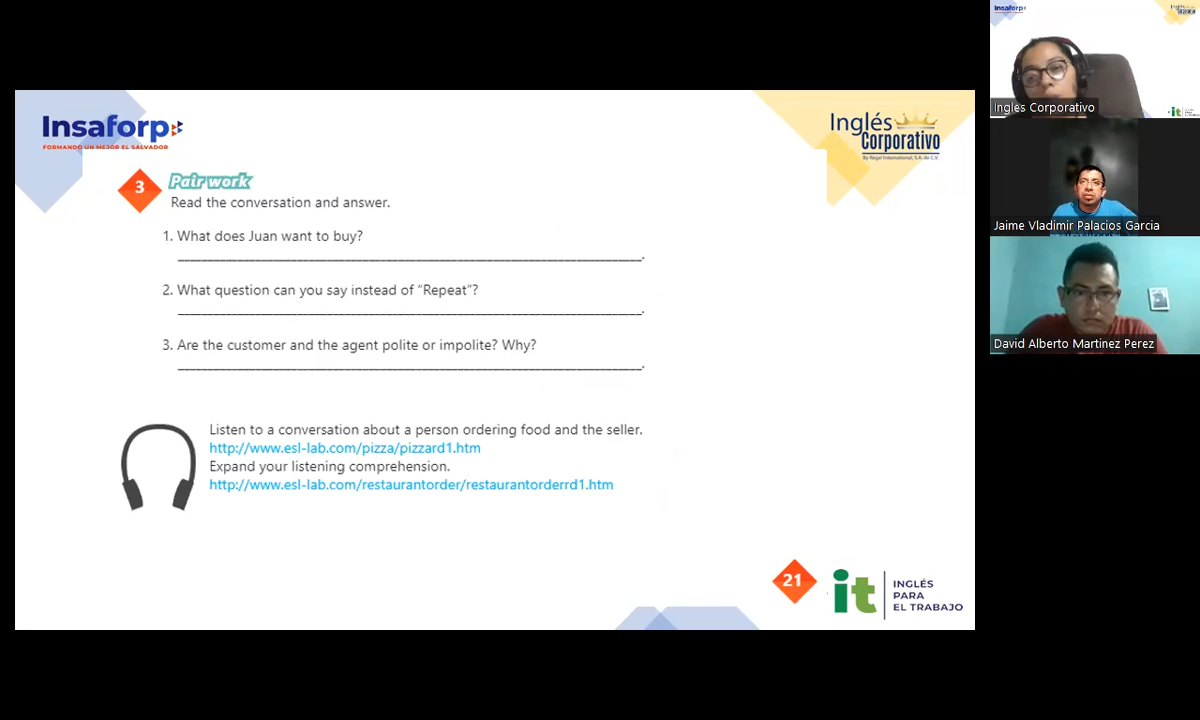 Insaforp
FORMANDO UN MEJOR EL SALVADOR
Inglés
Corporativo
By Regal International, S.A. de C.V.
3
Pair work
Read the conversation and answer.
1. What does Juan want to buy?
2. What question can you say instead of “Repeat”?
3. Are the customer and the agent polite or impolite? Why?
Listen to a conversation about a person ordering food and the seller.
http://www.esl-lab.com/pizza/pizzard1.htm
Expand your listening comprehension.
http://www.esl-lab.com/restaurantorder/restaurantorderrd1.htm
21
it
INGLÉS
PARA
EL TRABAJO
Insaforp
Ingles Corporativo
it
Jaime Vladimir Palacios Garcia
David Alberto Martinez Perez